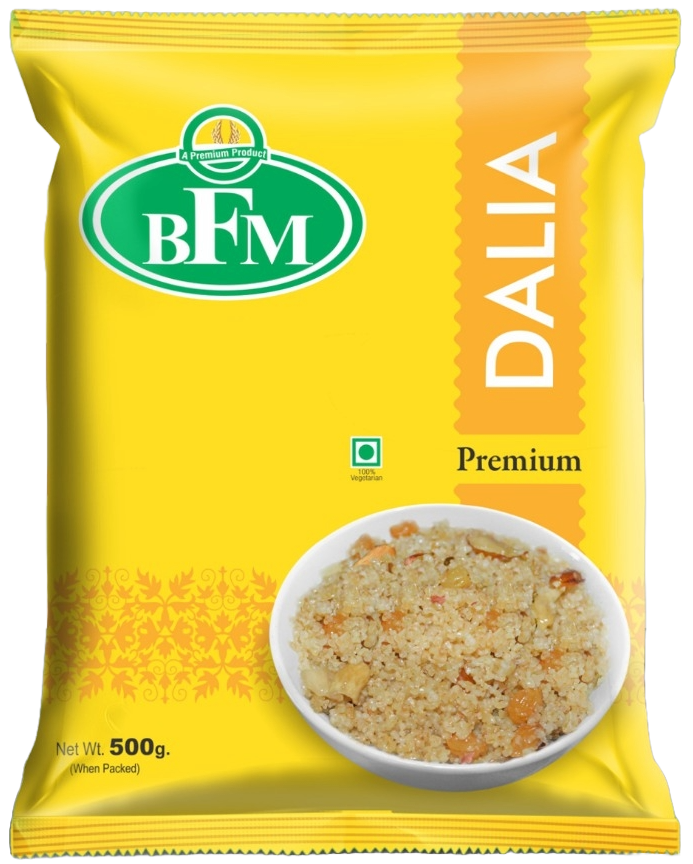 A Premium Product
BFM
DALIA
Premium
100%
Vegetarian
Net Wt. 500g.
(When Packed)